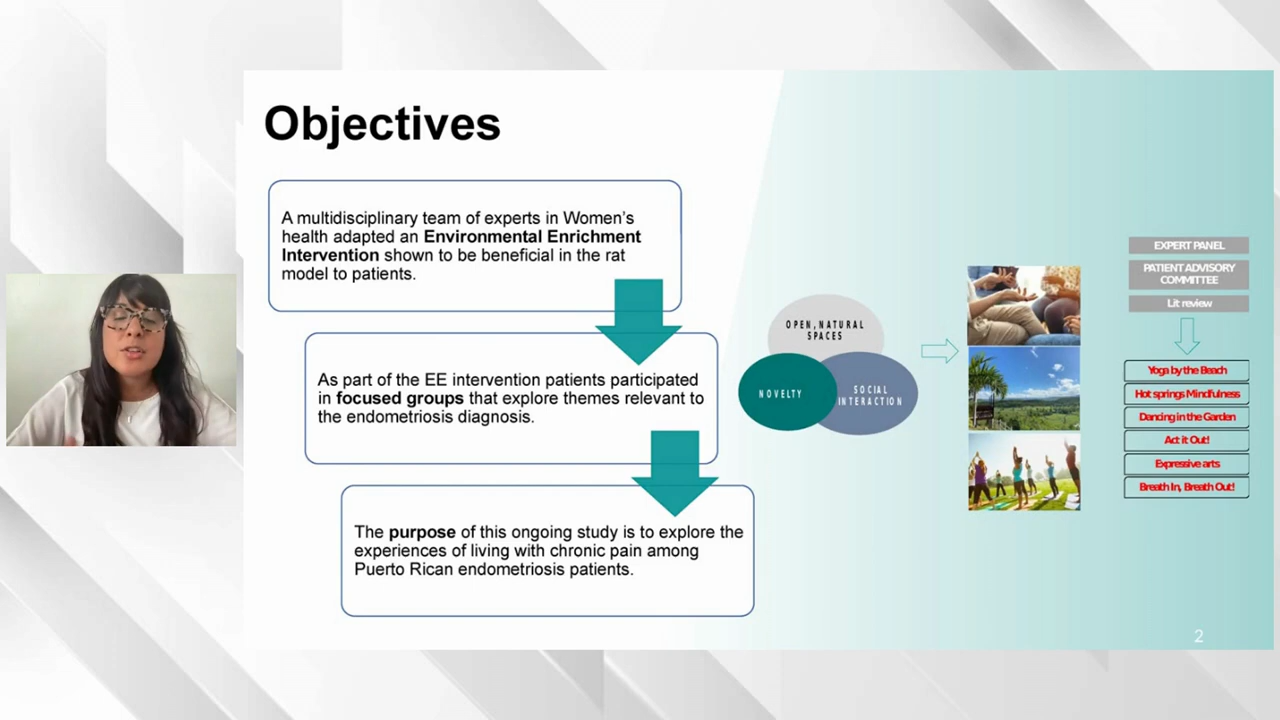 Objectives
A multidisciplinary team of experts in Women's
health adapted an Environmental Enrichment
Intervention shown to be beneficial in the rat
model to patients.
As part of the EE intervention patients participated
in focused groups that explore themes relevant to
the endometriosis diagnosis.
The purpose of this ongoing study is to explore the
experiences of living with chronic pain among
Puerto Rican endometriosis patients.
OPEN, NATURAL
SPACES
NOVELTY
SOCIAL
INTERACTION
EXPERT PANEL
PATIENT ADVISORY
COMMITTEE
Lit review
Yoga by the Beach
Hot springs Mindfulness
Dancing in the Garden
Act it Out!
Expressive arts
Breath In, Breath Out!
2